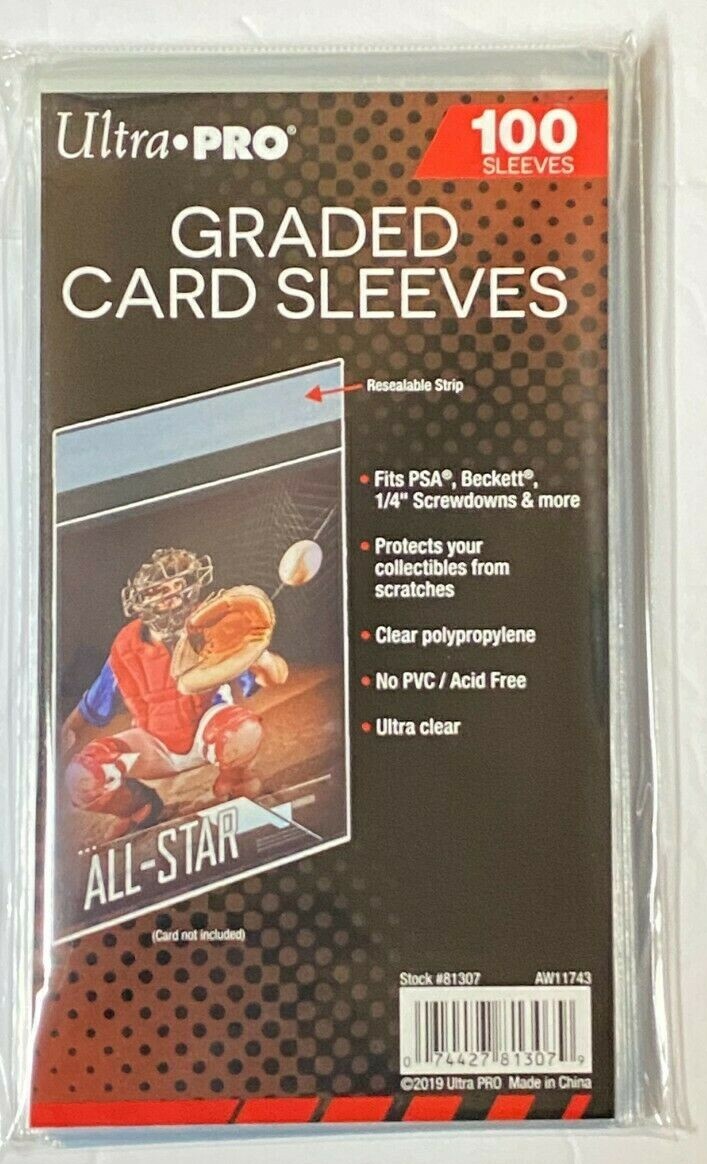 Ultra•PRO®
100
SLEEVES
GRADED
CARD SLEEVES
Resealable Strip
• Fits PSA®, Beckett®,
1/4" Screwdowns & more
• Protects your
collectibles from
scratches
• Clear polypropylene
• No PVC / Acid Free
• Ultra clear
ALL-STAR
(Card not included)
Stock #81307 AW11743
0 74427 81307 9
©2019 Ultra PRO Made in China